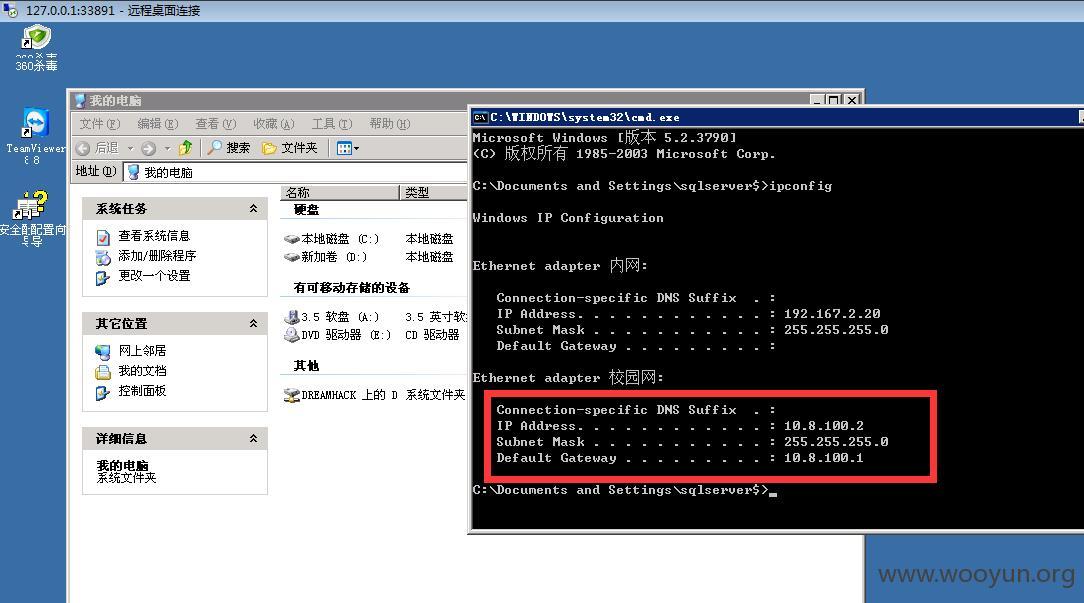 127.0.0.1:33891 - 远程桌面连接
360杀毒
360杀毒
TeamViewer
8
安全配置向
导
我的电脑
文件(F) 编辑(E) 查看(V) 收藏(A) 工具(T) 帮助(H)
后退 搜索 文件夹
地址(D) 我的电脑
系统任务
查看系统信息
添加/删除程序
更改一个设置
其它位置
网上邻居
我的文档
控制面板
详细信息
我的电脑
系统文件夹
名称 类型
硬盘
本地磁盘 (C:) 本地磁盘
新加卷 (D:) 本地磁盘
有可移动存储的设备
3.5 软盘 (A:) 3.5 英寸软
DVD 驱动器 (E:) CD 驱动器
其他
DREAMHACK 上的 D 系统文件夹
C:\WINDOWS\system32\cmd.exe
Microsoft Windows [版本 5.2.3790]
(C) 版权所有 1985-2003 Microsoft Corp.
C:\Documents and Settings\sqlserver$>ipconfig
Windows IP Configuration
Ethernet adapter 内网:
Connection-specific DNS Suffix . :
IP Address. . . . . . . . . . . . : 192.167.2.20
Subnet Mask . . . . . . . . . . . : 255.255.255.0
Default Gateway . . . . . . . . . :
Ethernet adapter 校园网:
Connection-specific DNS Suffix . :
IP Address. . . . . . . . . . . . : 10.8.100.2
Subnet Mask . . . . . . . . . . . : 255.255.255.0
Default Gateway . . . . . . . . . : 10.8.100.1
C:\Documents and Settings\sqlserver$>_
www.wooyun.org